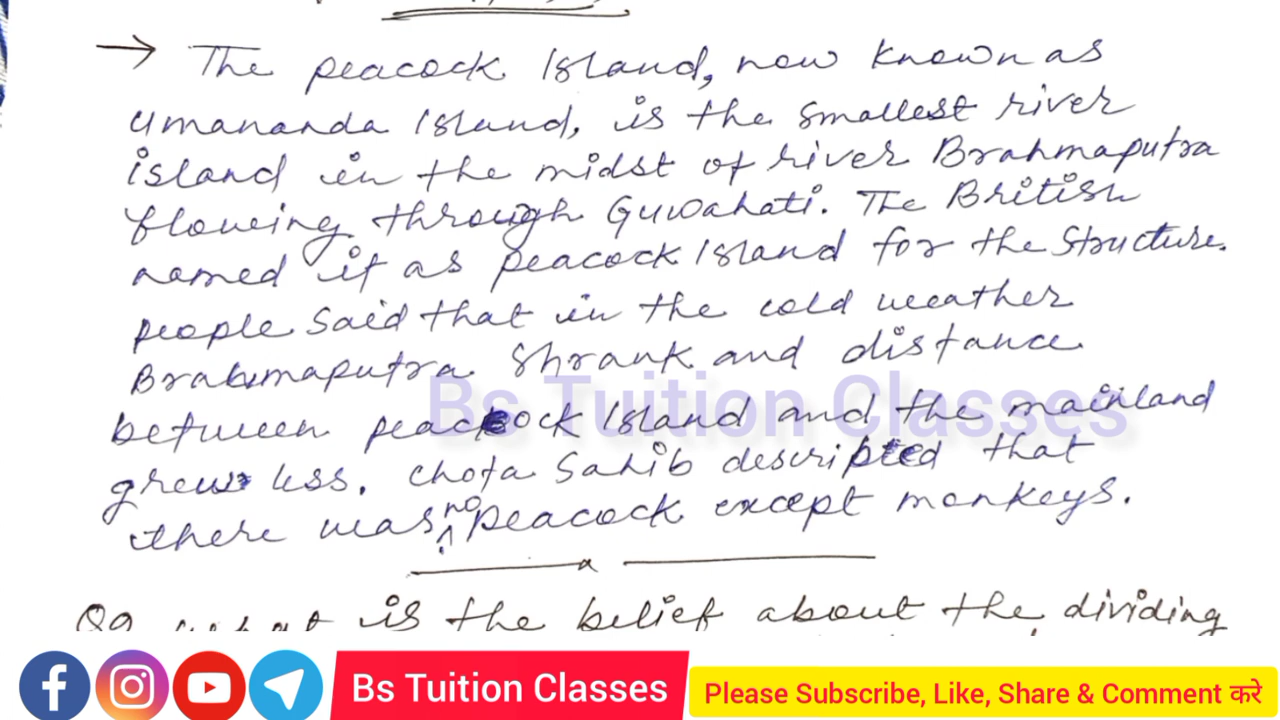 → The peacock Island, now known as
Umananda Island, is the smallest river
island in the midst of river Brahmaputra
flowing through Guwahati. The British
named it as peacock Island for the structure.
people said that in the cold weather
Brahmaputra shrank and distance
between peacock Island and the mainland
grew less. Chota Sahib descripted that
there was no peacock except monkeys.
Q9 what is the belief about the dividing
Bs Tuition Classes
Bs Tuition Classes
Please Subscribe, Like, Share & Comment करे